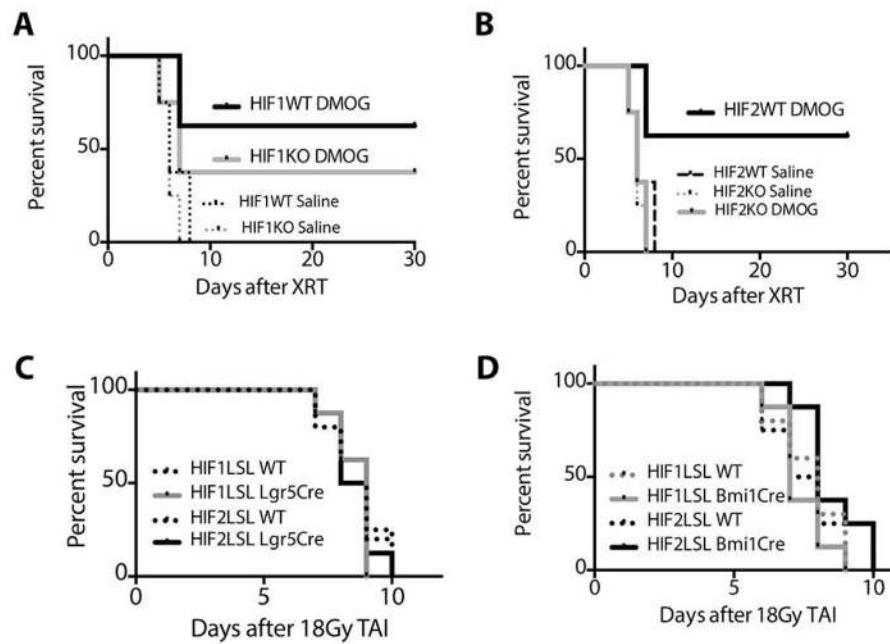 A
Percent survival
100
50
0
HIF1WT DMOG
HIF1KO DMOG
HIF1WT Saline
HIF1KO Saline
0 10 20 30
Days after XRT
B
Percent survival
100
50
0
HIF2WT DMOG
HIF2WT Saline
HIF2KO Saline
HIF2KO DMOG
0 10 20 30
Days after XRT
C
Percent survival
100
50
0
HIF1LSL WT
HIF1LSL Lgr5Cre
HIF2LSL WT
HIF2LSL Lgr5Cre
0 5 10
Days after 18Gy TAI
D
Percent survival
100
50
0
HIF1LSL WT
HIF1LSL Bmi1Cre
HIF2LSL WT
HIF2LSL Bmi1Cre
0 5 10
Days after 18Gy TAI